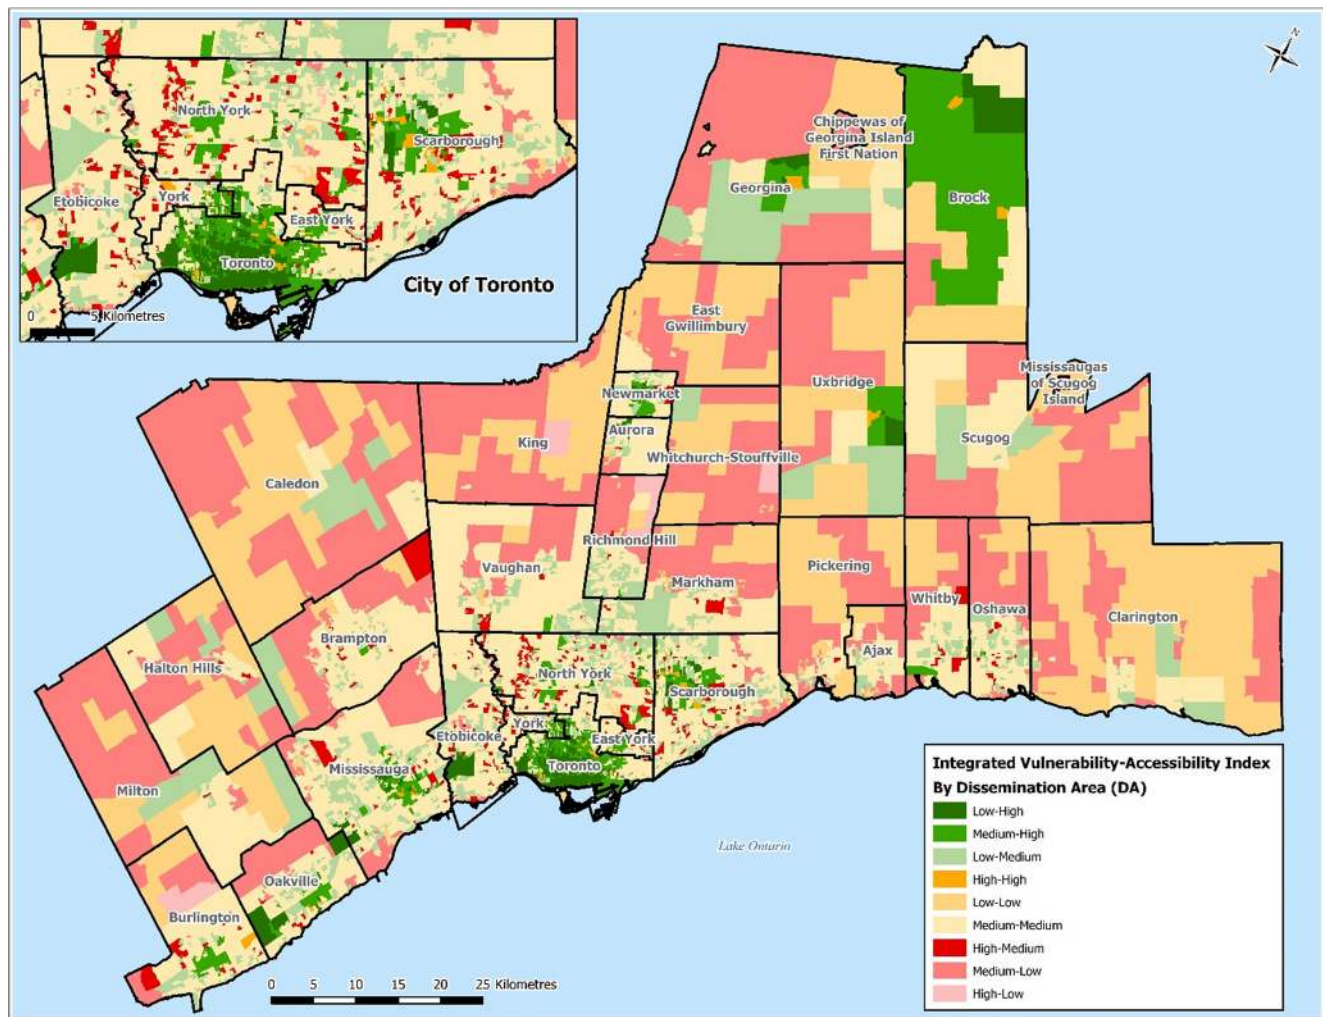 N
North York
Scarborough
Etobicoke
York
East York
Toronto
City of Toronto
0
5 Kilometres
Chippewas of
Georgina Island
First Nation
Georgina
Brock
East
Gwillimbury
Uxbridge
Mississaugas
of Scugog
Island
Newmarket
Aurora
King
Whitchurch-Stouffville
Scugog
Caledon
Richmond Hill
Vaughan
Markham
Pickering
Whitby
Oshawa
Clarington
Brampton
Halton Hills
Ajax
North York
Scarborough
York
Etobicoke
East York
Toronto
Mississauga
Milton
Oakville
Burlington
Lake Ontario
0 5 10 15 20 25 Kilometres
Integrated Vulnerability-Accessibility Index
By Dissemination Area (DA)
Low-High
Medium-High
Low-Medium
High-High
Low-Low
Medium-Medium
High-Medium
Medium-Low
High-Low